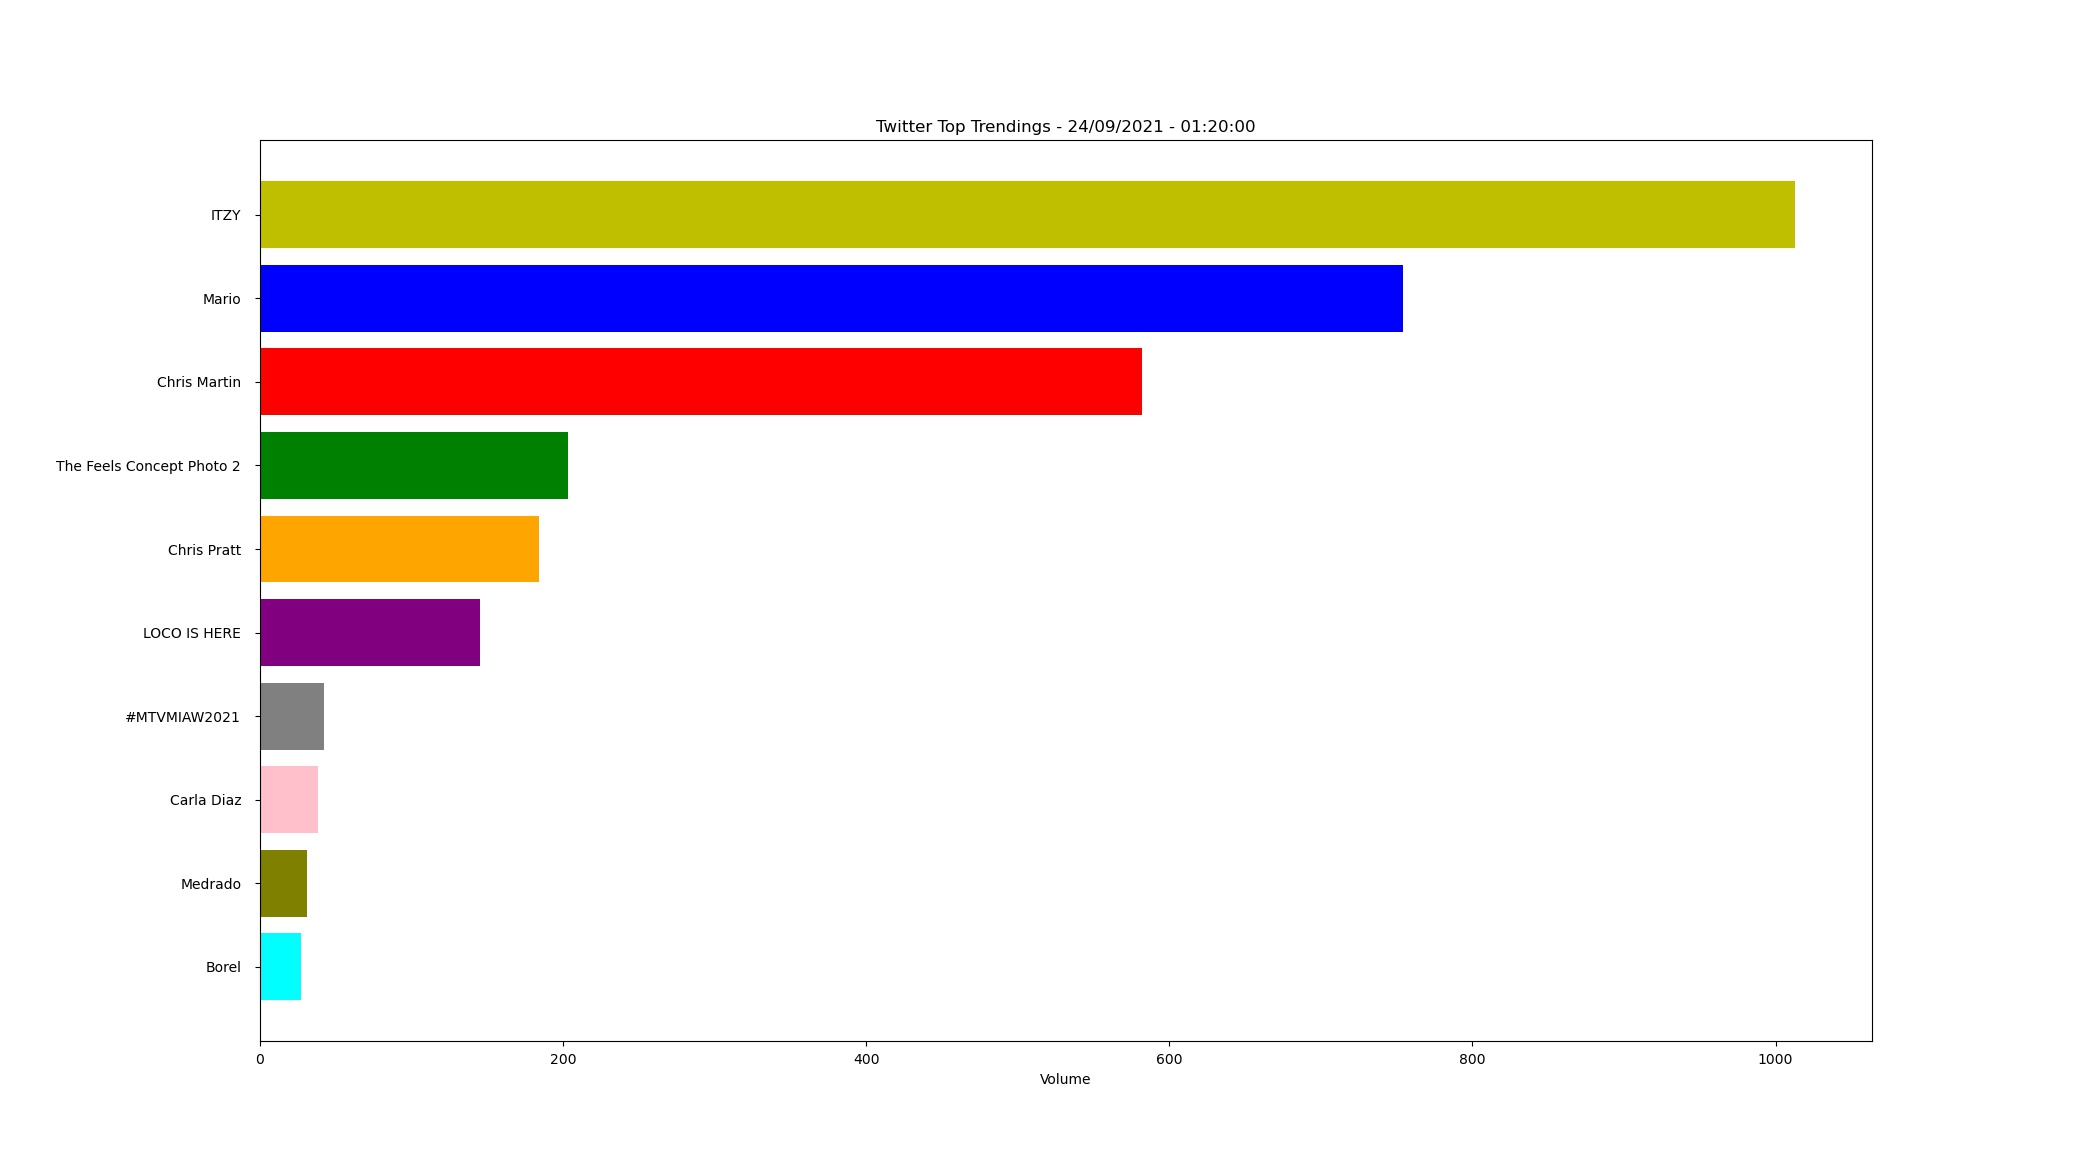 Twitter Top Trendings - 24/09/2021 - 01:20:00
ITZY
Mario
Chris Martin
The Feels Concept Photo 2
Chris Pratt
LOCO IS HERE
#MTVMIAW2021
Carla Diaz
Medrado
Borel
0 200 400 600 800 1000
Volume